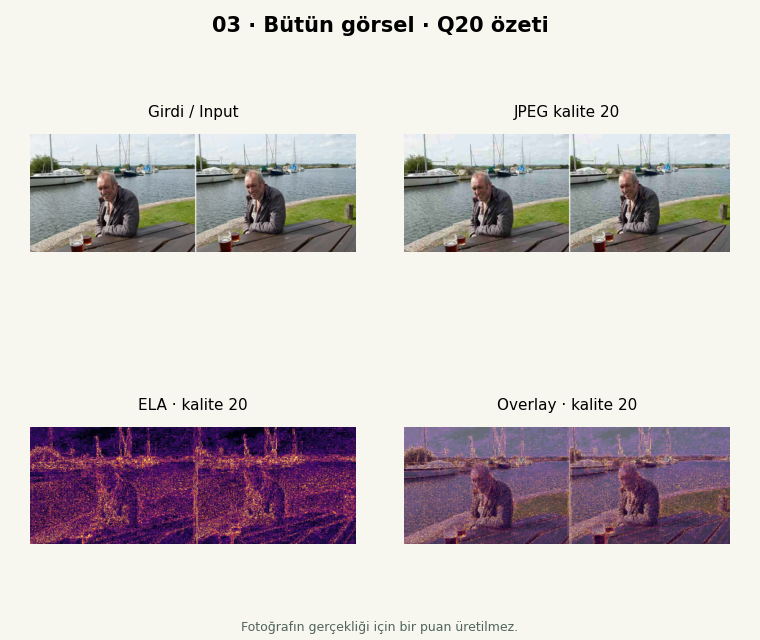 03 · Bütün görsel · Q20 özeti
Girdi / Input
JPEG kalite 20
ELA · kalite 20
Overlay · kalite 20
Fotoğrafın gerçekliği için bir puan üretilmez.